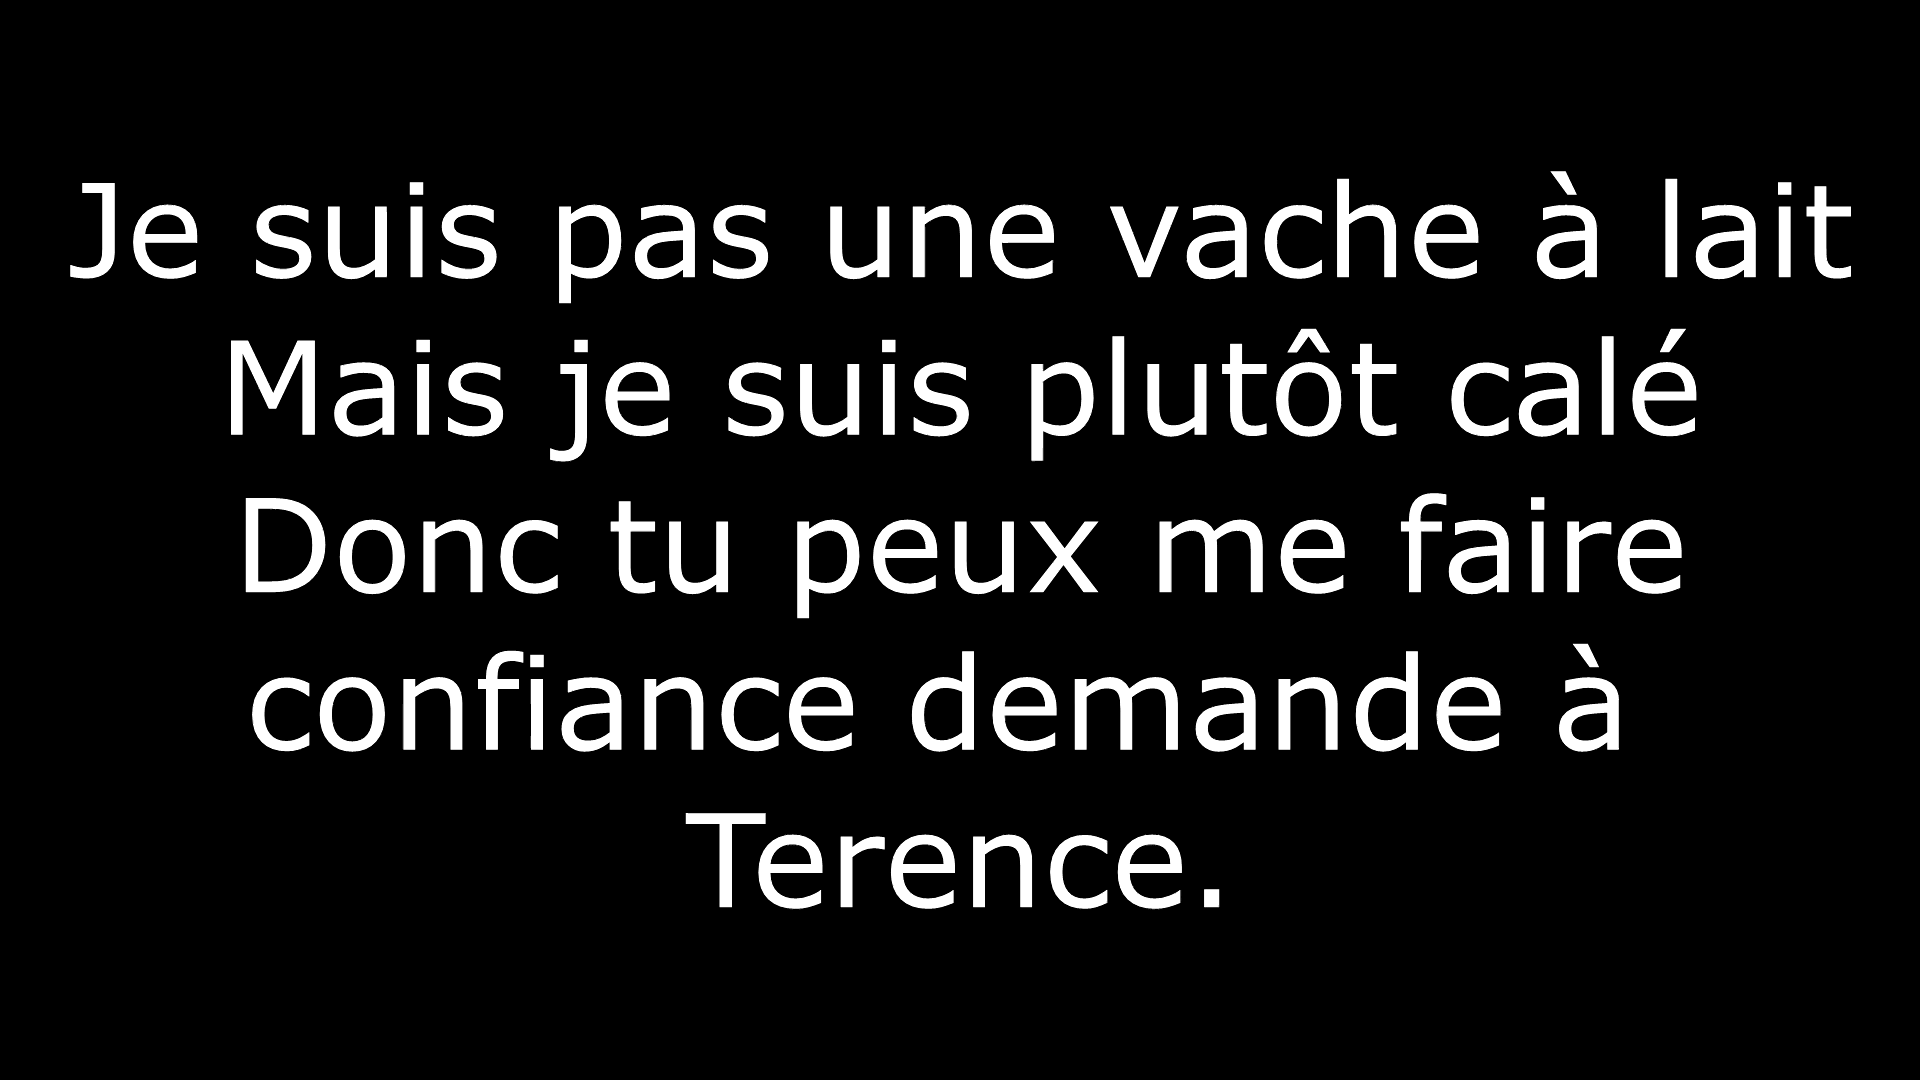 Je suis pas une vache à lait
Mais je suis plutôt calé
Donc tu peux me faire
confiance demande à
Terence.